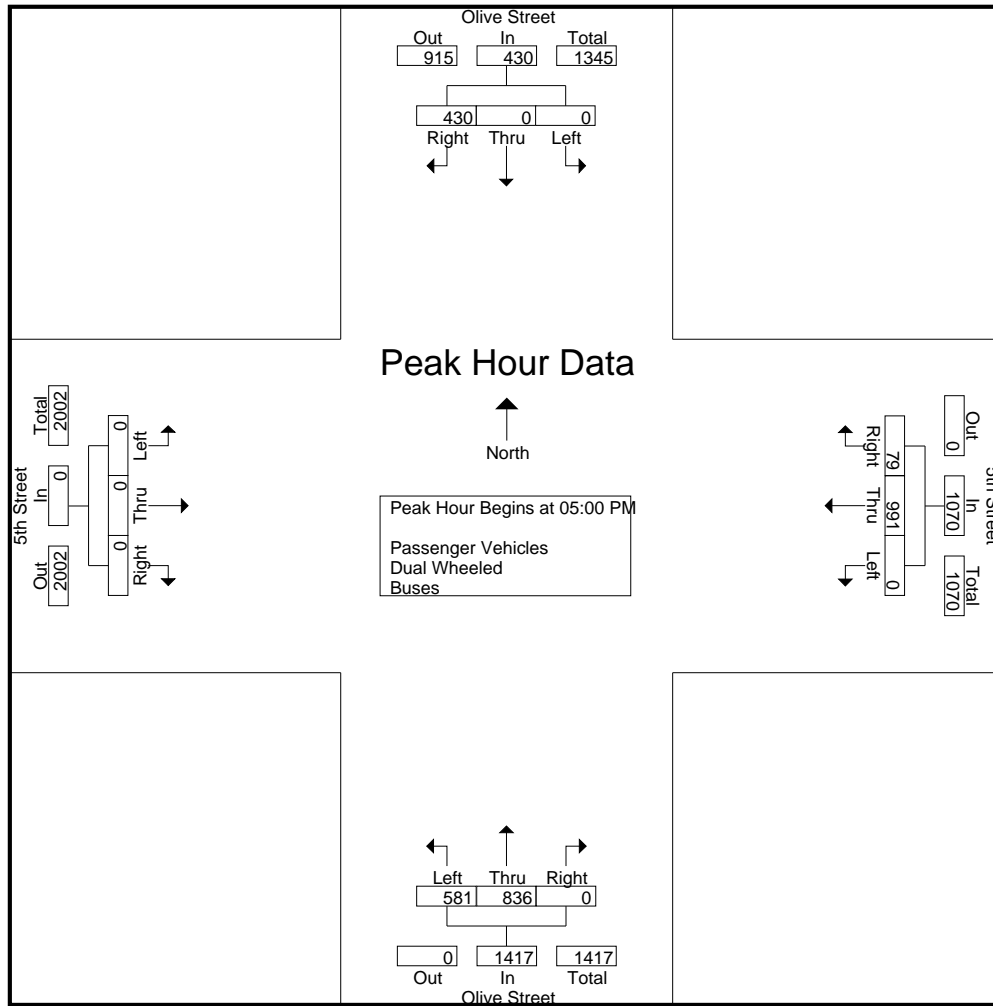 Olive Street
Out In Total
915 430 1345
430 0 0
Right Thru Left
Peak Hour Data
North
Peak Hour Begins at 05:00 PM
Passenger Vehicles
Dual Wheeled
Buses
Total In Out
2002 0 2002
5th Street
0 0 0
Left Thru Right
Out In Total
0 1070 1070
5th Street
79 991 0
Right Thru Left
Left Thru Right
581 836 0
0 1417 1417
Out In Total
Olive Street